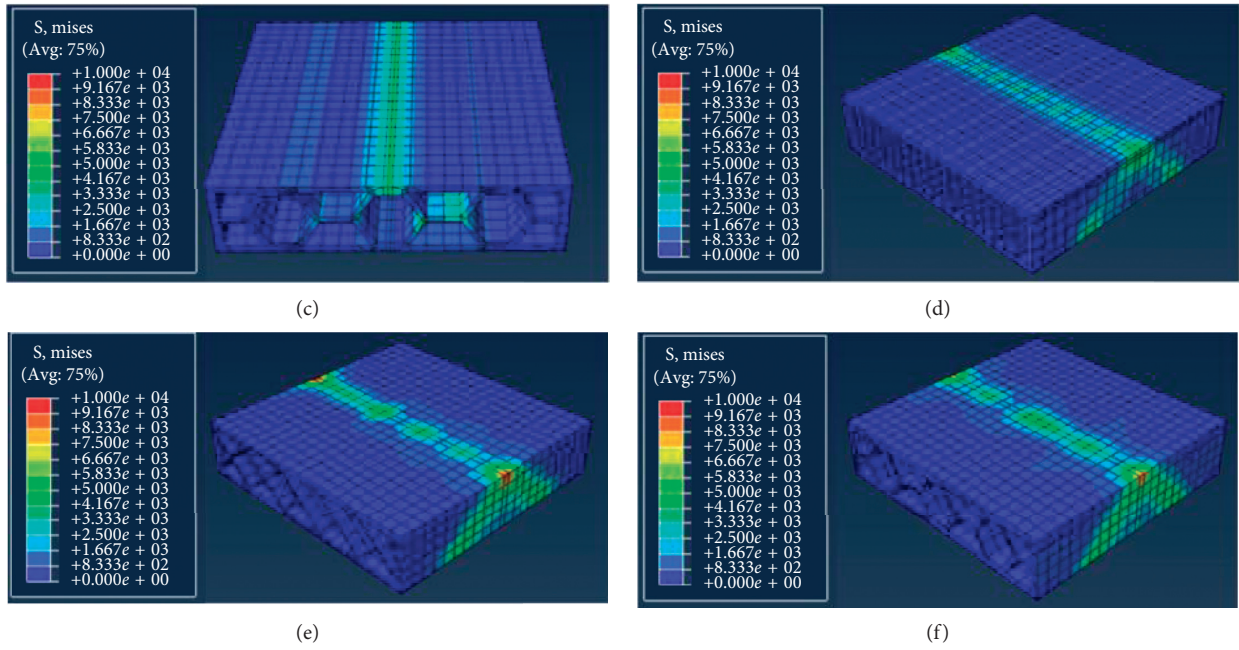 S, mises
(Avg: 75%)
+1.000e + 04
+9.167e + 03
+8.333e + 03
+7.500e + 03
+6.667e + 03
+5.833e + 03
+5.000e + 03
+4.167e + 03
+3.333e + 03
+2.500e + 03
+1.667e + 03
+8.333e + 02
+0.000e + 00
(c)
S, mises
(Avg: 75%)
+1.000e + 04
+9.167e + 03
+8.333e + 03
+7.500e + 03
+6.667e + 03
+5.833e + 03
+5.000e + 03
+4.167e + 03
+3.333e + 03
+2.500e + 03
+1.667e + 03
+8.333e + 02
+0.000e + 00
(d)
S, mises
(Avg: 75%)
+1.000e + 04
+9.167e + 03
+8.333e + 03
+7.500e + 03
+6.667e + 03
+5.833e + 03
+5.000e + 03
+4.167e + 03
+3.333e + 03
+2.500e + 03
+1.667e + 03
+8.333e + 02
+0.000e + 00
(e)
S, mises
(Avg: 75%)
+1.000e + 04
+9.167e + 03
+8.333e + 03
+7.500e + 03
+6.667e + 03
+5.833e + 03
+5.000e + 03
+4.167e + 03
+3.333e + 03
+2.500e + 03
+1.667e + 03
+8.333e + 02
+0.000e + 00
(f)